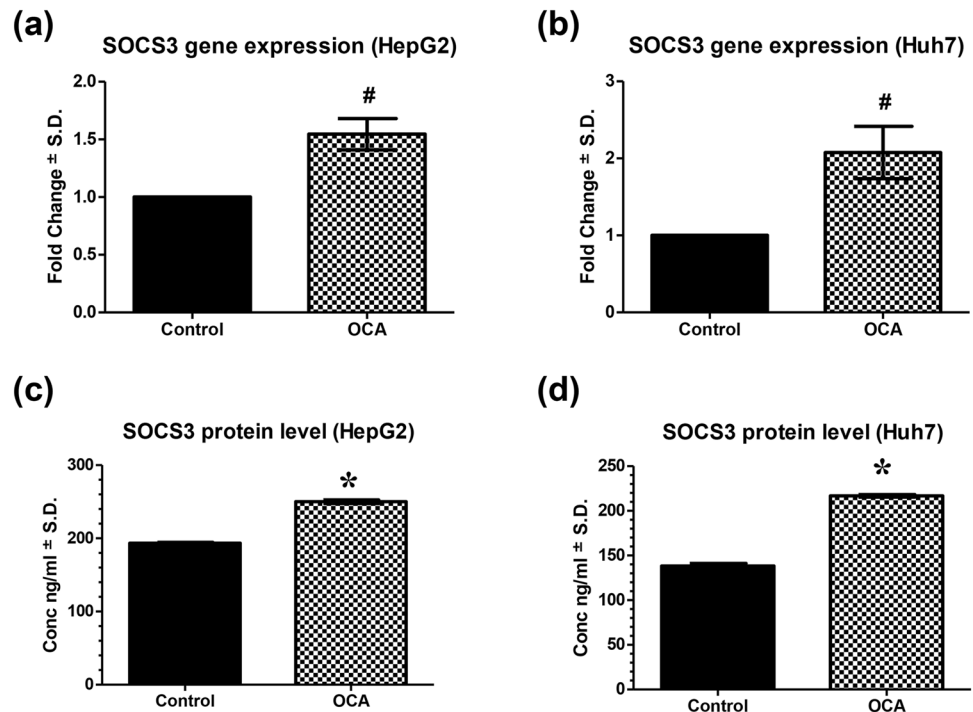 (a)
SOCS3 gene expression (HepG2)
Fold Change ± S.D.
2.0
1.5
1.0
0.5
0.0
#
Control
OCA
(b)
SOCS3 gene expression (Huh7)
Fold Change ± S.D.
3
2
1
0
#
Control
OCA
(c)
SOCS3 protein level (HepG2)
Conc ng/ml ± S.D.
300
200
100
0
*
Control
OCA
(d)
SOCS3 protein level (Huh7)
Conc ng/ml ± S.D.
250
200
150
100
50
0
*
Control
OCA